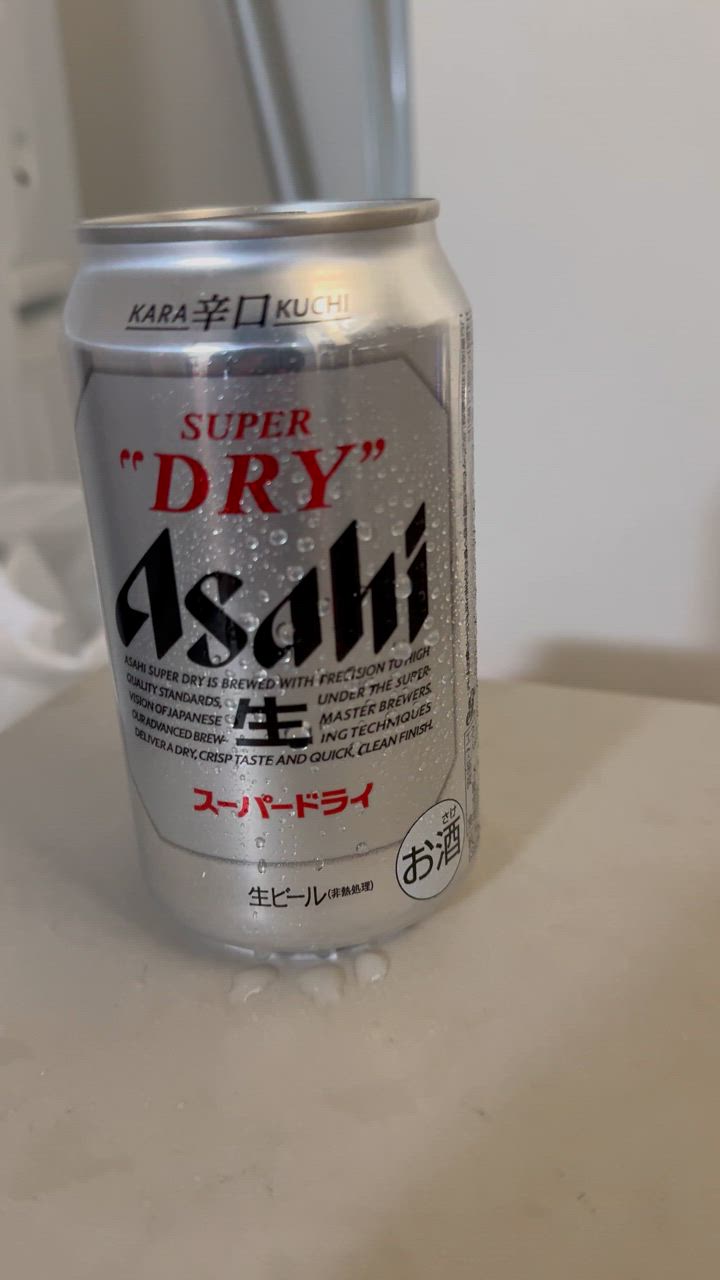 KARA 辛口 KUCHI
SUPER
"DRY"
Asahi
ASAHI SUPER DRY IS BREWED WITH PRECISION TO HIGH
QUALITY STANDARDS, UNDER THE SUPER-
VISION OF JAPANESE MASTER BREWERS.
OUR ADVANCED BREW- ING TECHNIQUES
DELIVER A DRY, CRISP TASTE AND QUICK, CLEAN FINISH.
生
スーパードライ
さけ
お酒
生ビール(非熱処理)